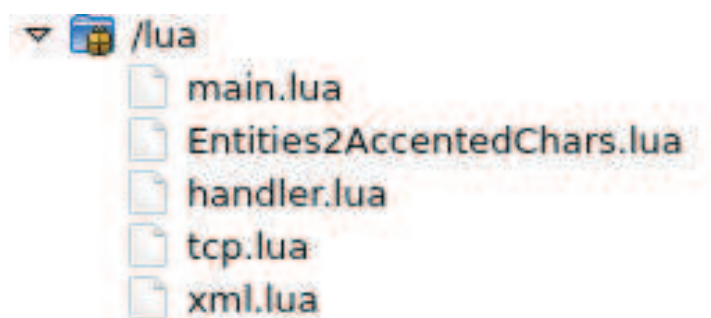 /lua
main.lua
Entities2AccentedChars.lua
handler.lua
tcp.lua
xml.lua